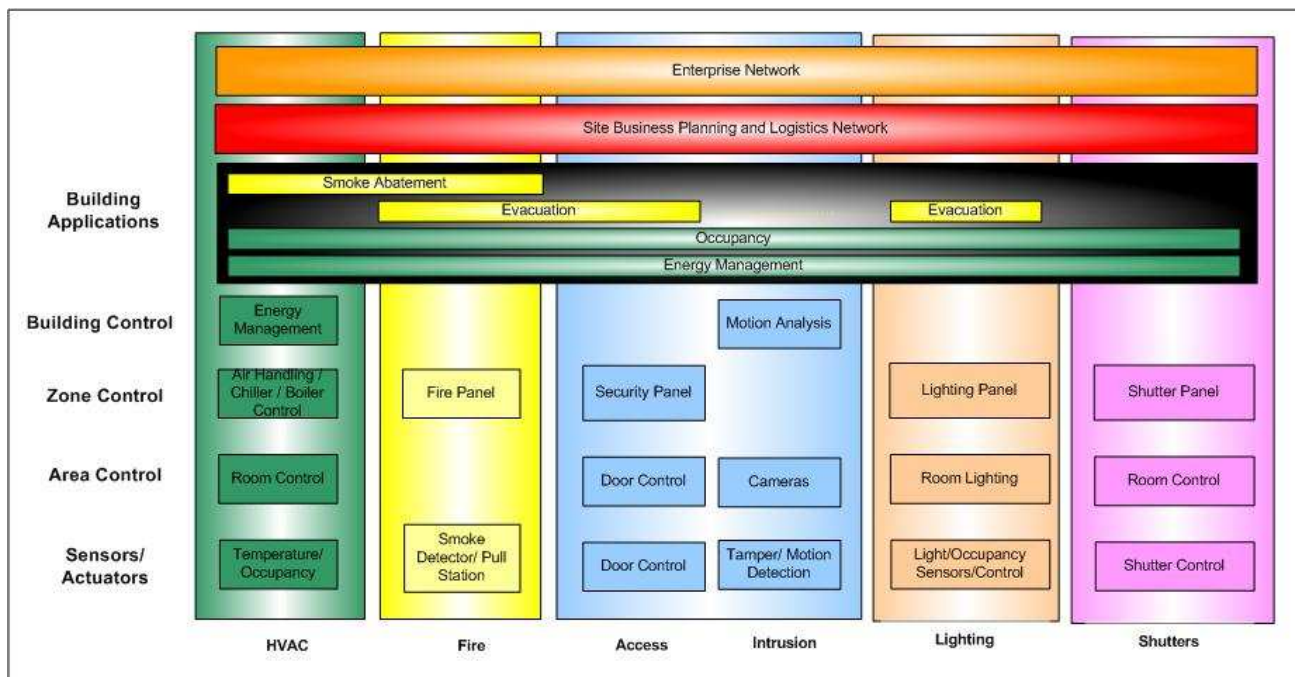 Enterprise Network
Site Business Planning and Logistics Network
Building
Applications
Smoke Abatement
Evacuation
Evacuation
Occupancy
Energy Management
Building Control
Energy
Management
Motion Analysis
Zone Control
Air Handling /
Chiller / Boiler
Control
Fire Panel
Security Panel
Lighting Panel
Shutter Panel
Area Control
Room Control
Door Control
Cameras
Room Lighting
Room Control
Sensors/
Actuators
Temperature/
Occupancy
Smoke
Detector/ Pull
Station
Door Control
Tamper/ Motion
Detection
Light/Occupancy
Sensors/Control
Shutter Control
HVAC
Fire
Access
Intrusion
Lighting
Shutters